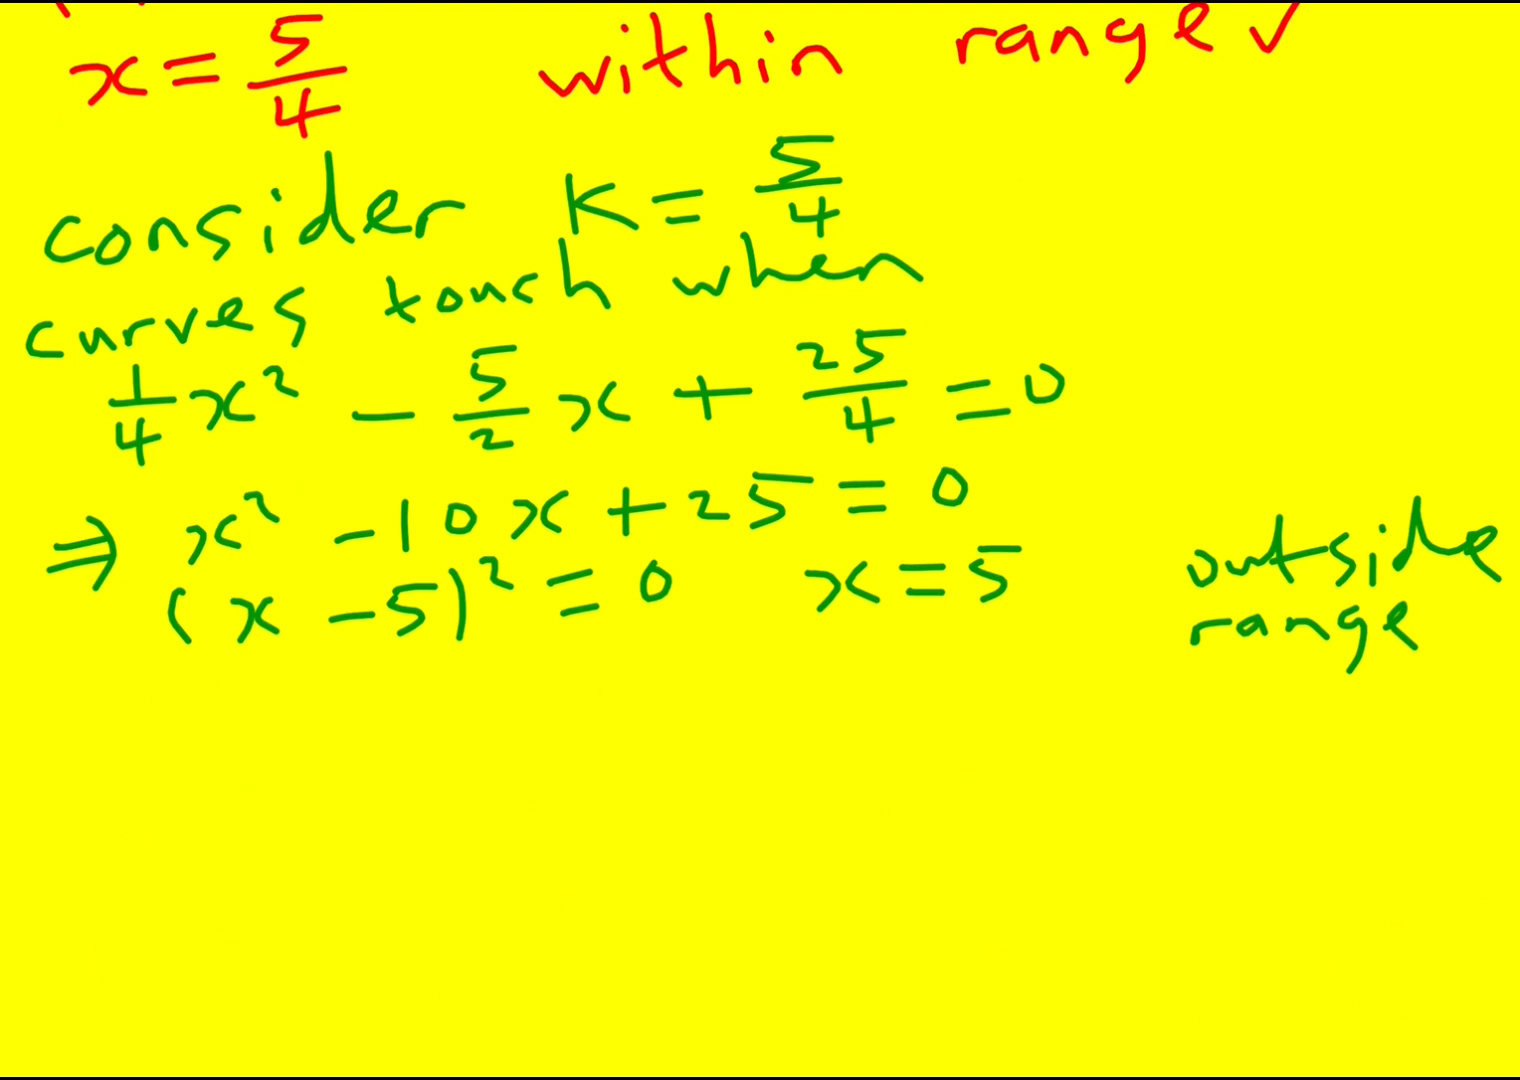 x = 5/4 within range ✓
consider K = 5/4
curves touch when
1/4 x² - 5/2 x + 25/4 = 0
⇒ x² - 10x + 25 = 0
(x - 5)² = 0 x = 5 outside range